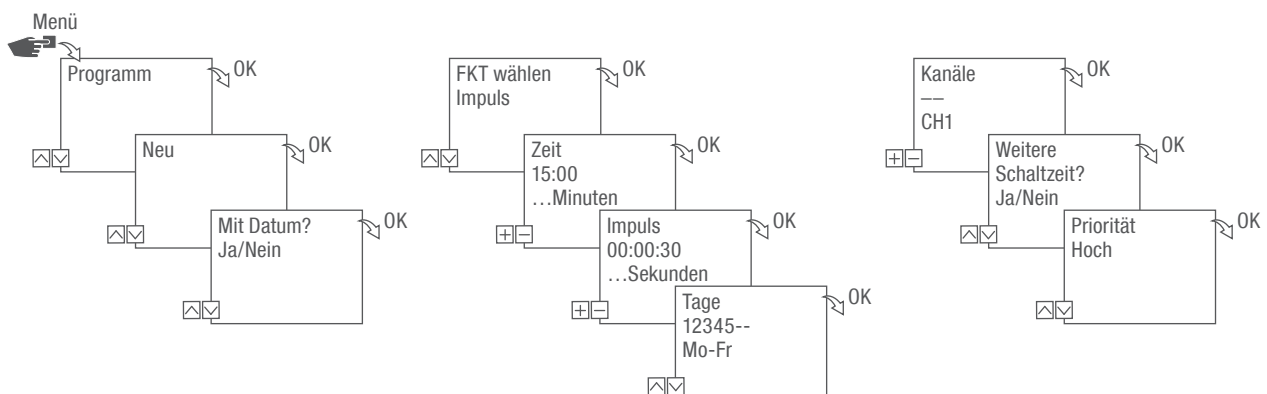 Menü
Programm
OK
Neu
OK
Mit Datum?
Ja/Nein
OK
FKT wählen
Impuls
OK
Zeit
15:00
…Minuten
OK
Impuls
00:00:30
…Sekunden
OK
Tage
12345--
Mo-Fr
OK
Kanäle
––
CH1
OK
Weitere
Schaltzeit?
Ja/Nein
OK
Priorität
Hoch
OK